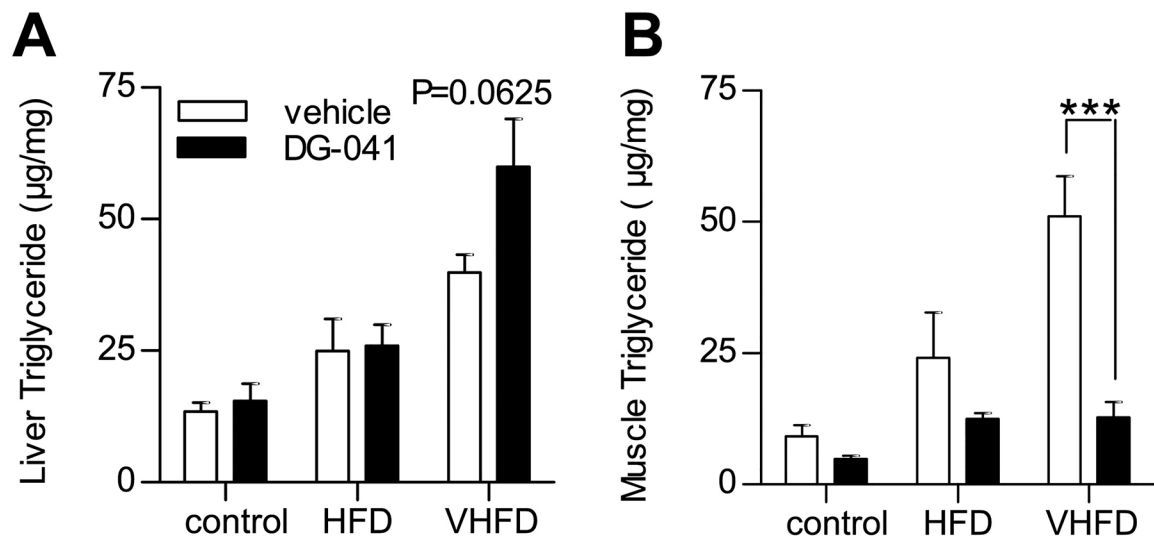 A
Liver Triglyceride (µg/mg)
75
50
25
0
vehicle
DG-041
P=0.0625
control HFD VHFD
B
Muscle Triglyceride ( µg/mg)
75
50
25
0
***
control HFD VHFD